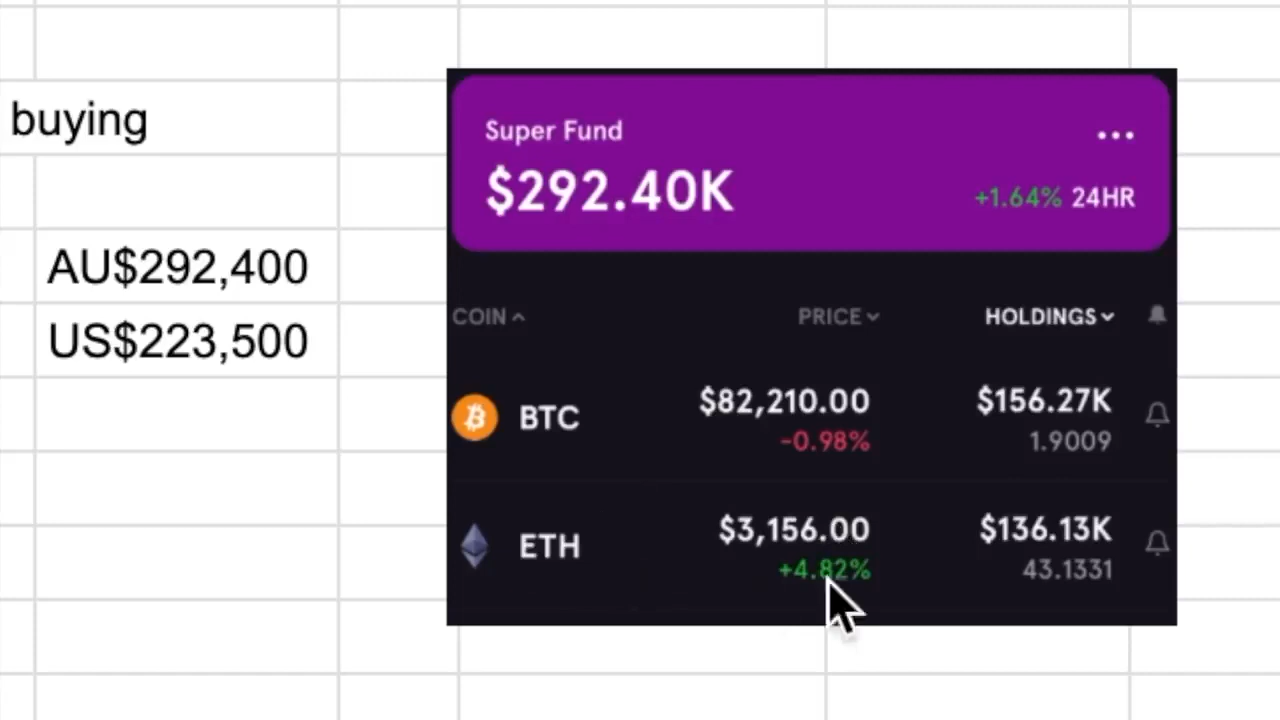 buying
AU$292,400
US$223,500
Super Fund
$292.40K
+1.64% 24HR
COIN PRICE HOLDINGS
BTC $82,210.00 $156.27K
-0.98% 1.9009
ETH $3,156.00 $136.13K
+4.82% 43.1331